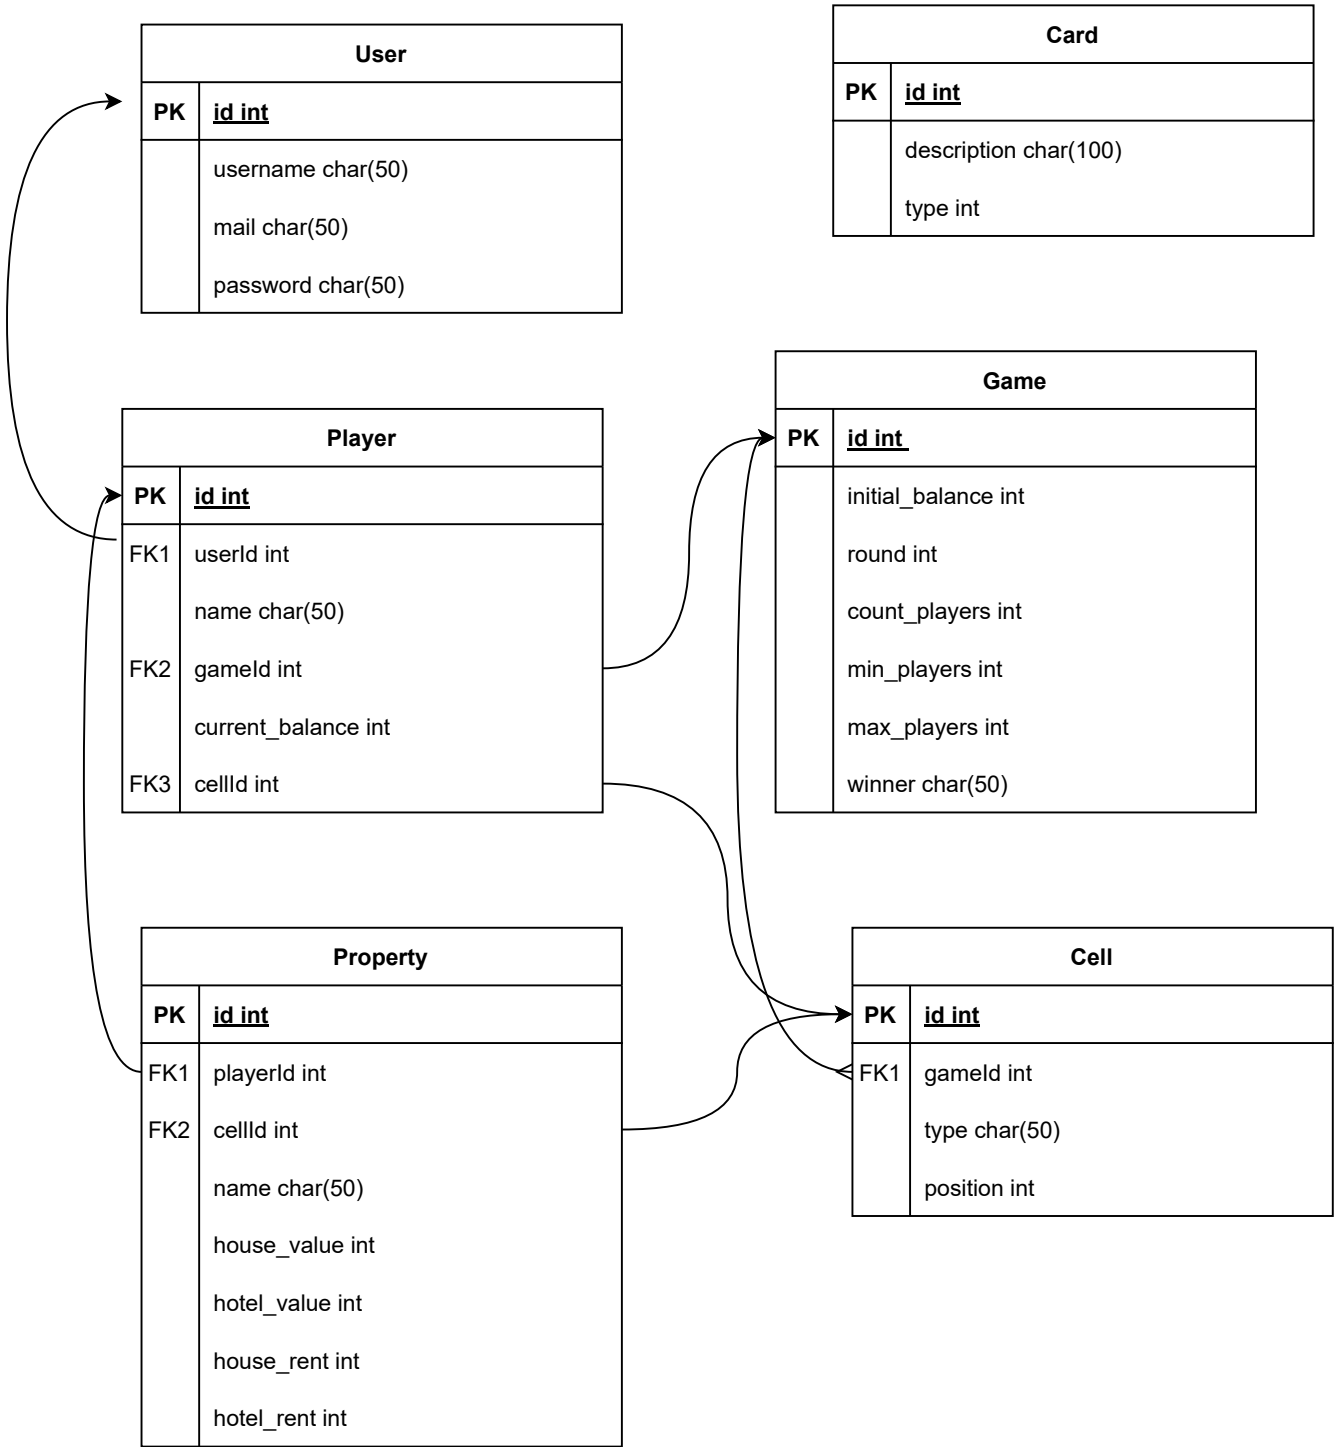 User
PK id int
username char(50)
mail char(50)
password char(50)
Card
PK id int
description char(100)
type int
Player
PK id int
FK1 userId int
name char(50)
FK2 gameId int
current_balance int
FK3 cellId int
Game
PK id int
initial_balance int
round int
count_players int
min_players int
max_players int
winner char(50)
Property
PK id int
FK1 playerId int
FK2 cellId int
name char(50)
house_value int
hotel_value int
house_rent int
hotel_rent int
Cell
PK id int
FK1 gameId int
type char(50)
position int